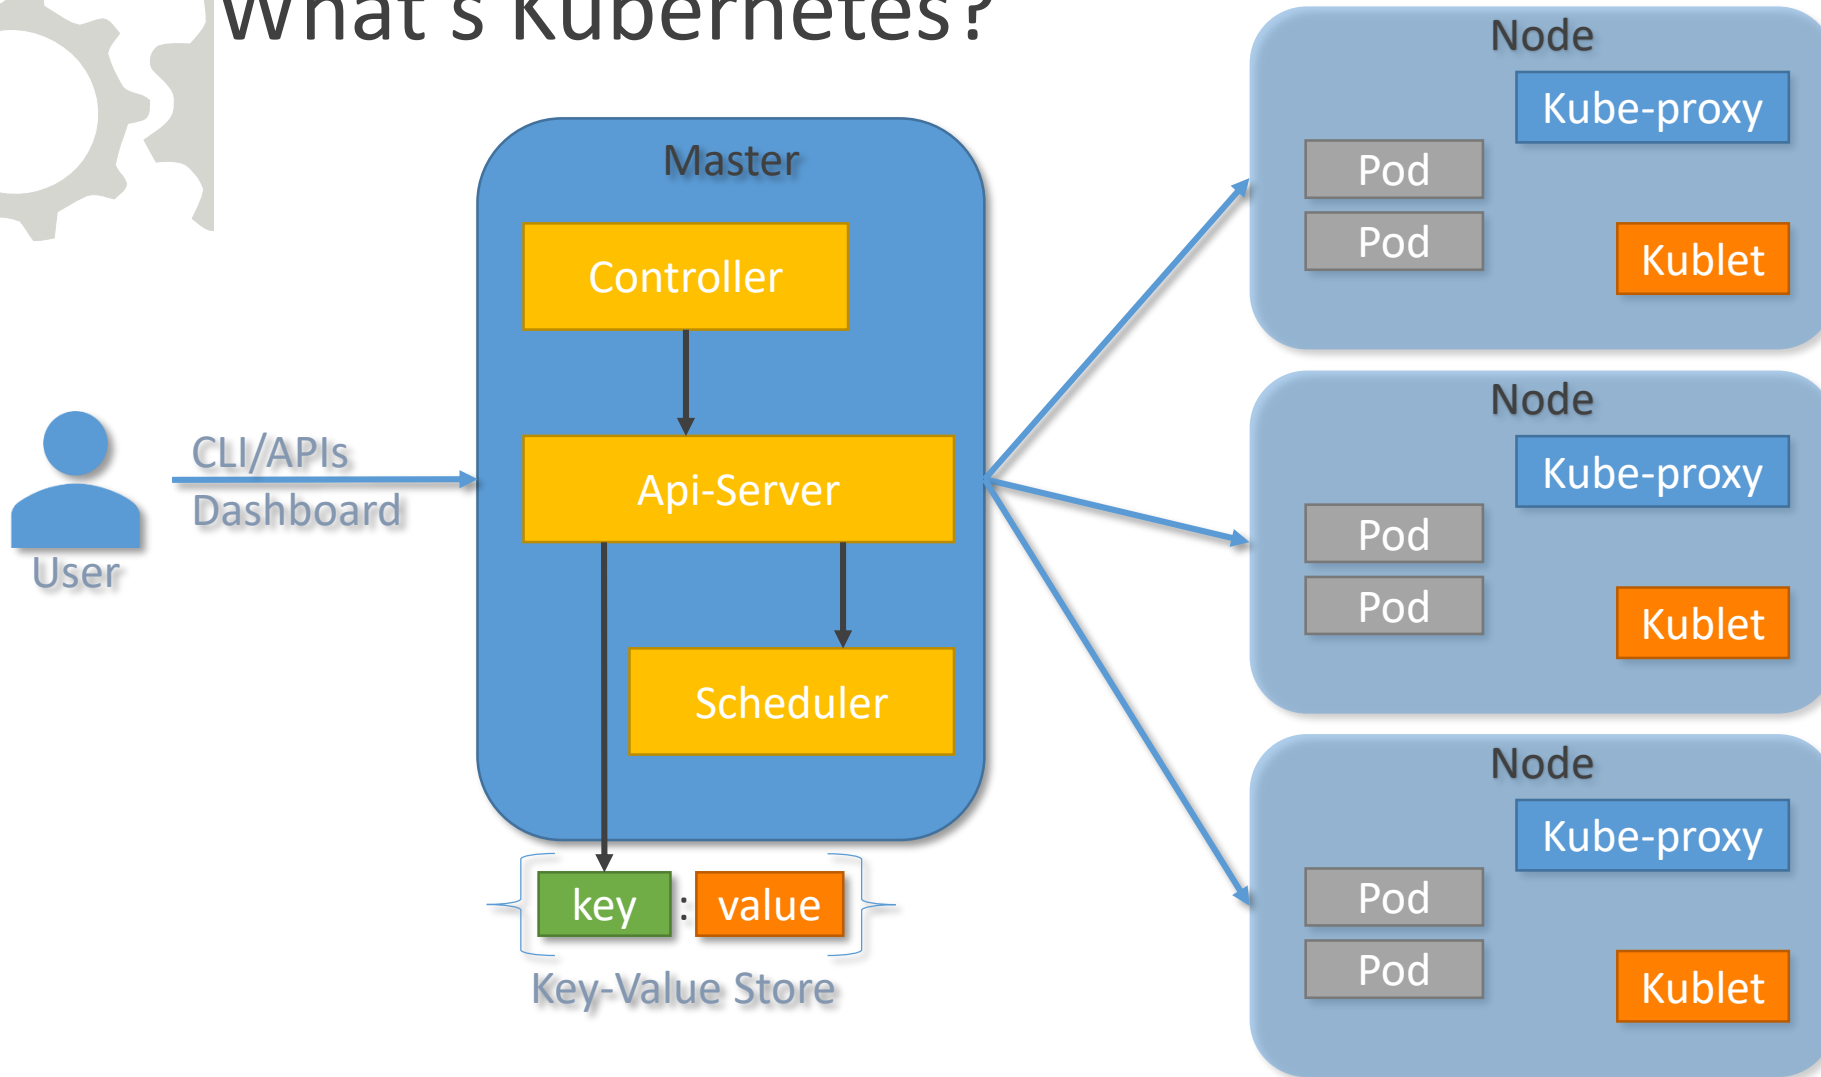 What's Kubernetes?
Master
Controller
Api-Server
Scheduler
CLI/APIs
Dashboard
User
key : value
Key-Value Store
Node
Kube-proxy
Pod
Pod
Kublet
Node
Kube-proxy
Pod
Pod
Kublet
Node
Kube-proxy
Pod
Pod
Kublet